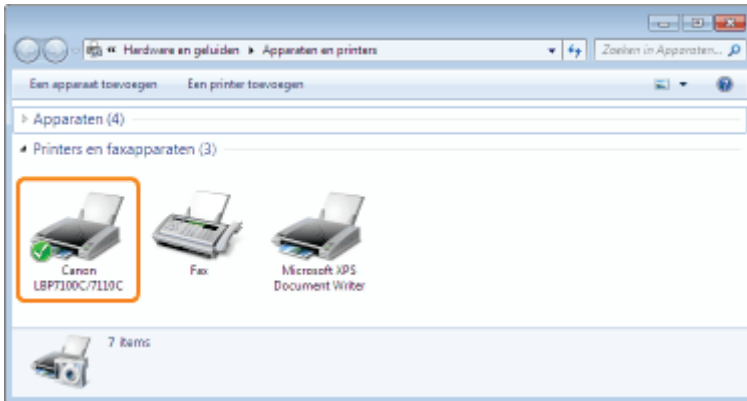 « Hardware en geluiden ▸ Apparaten en printers
Zoeken in Apparaten...
Een apparaat toevoegen Een printer toevoegen
Apparaten (4)
Printers en faxapparaten (3)
Canon LBP7100C/7110C
Fax
Microsoft XPS Document Writer
7 items